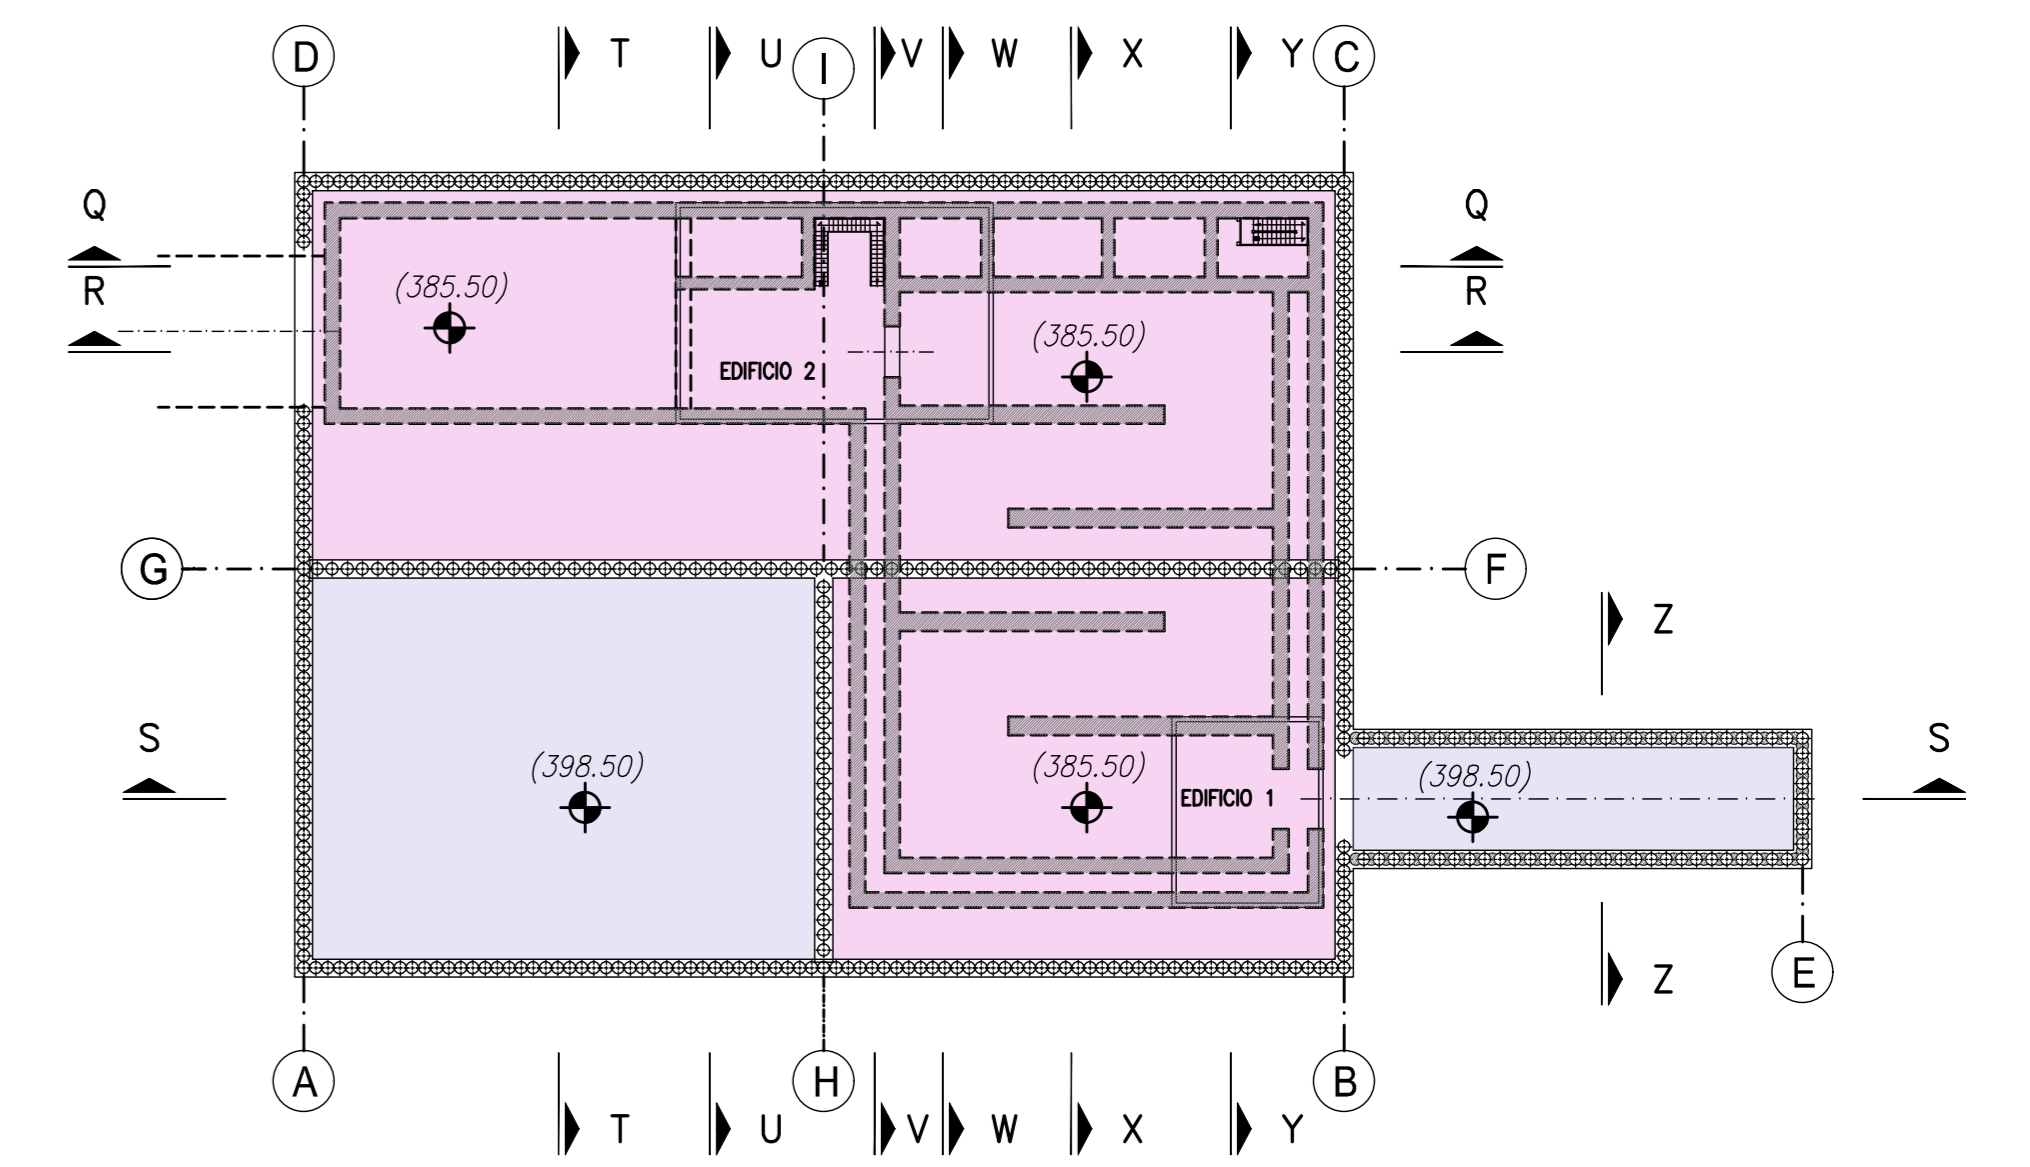 D T U I V W X Y C
Q Q
R R
(385.50)
(385.50)
EDIFICIO 2
G F
Z
S S
(398.50) (385.50) (398.50)
EDIFICIO 1
E
Z
A H B
T U V W X Y